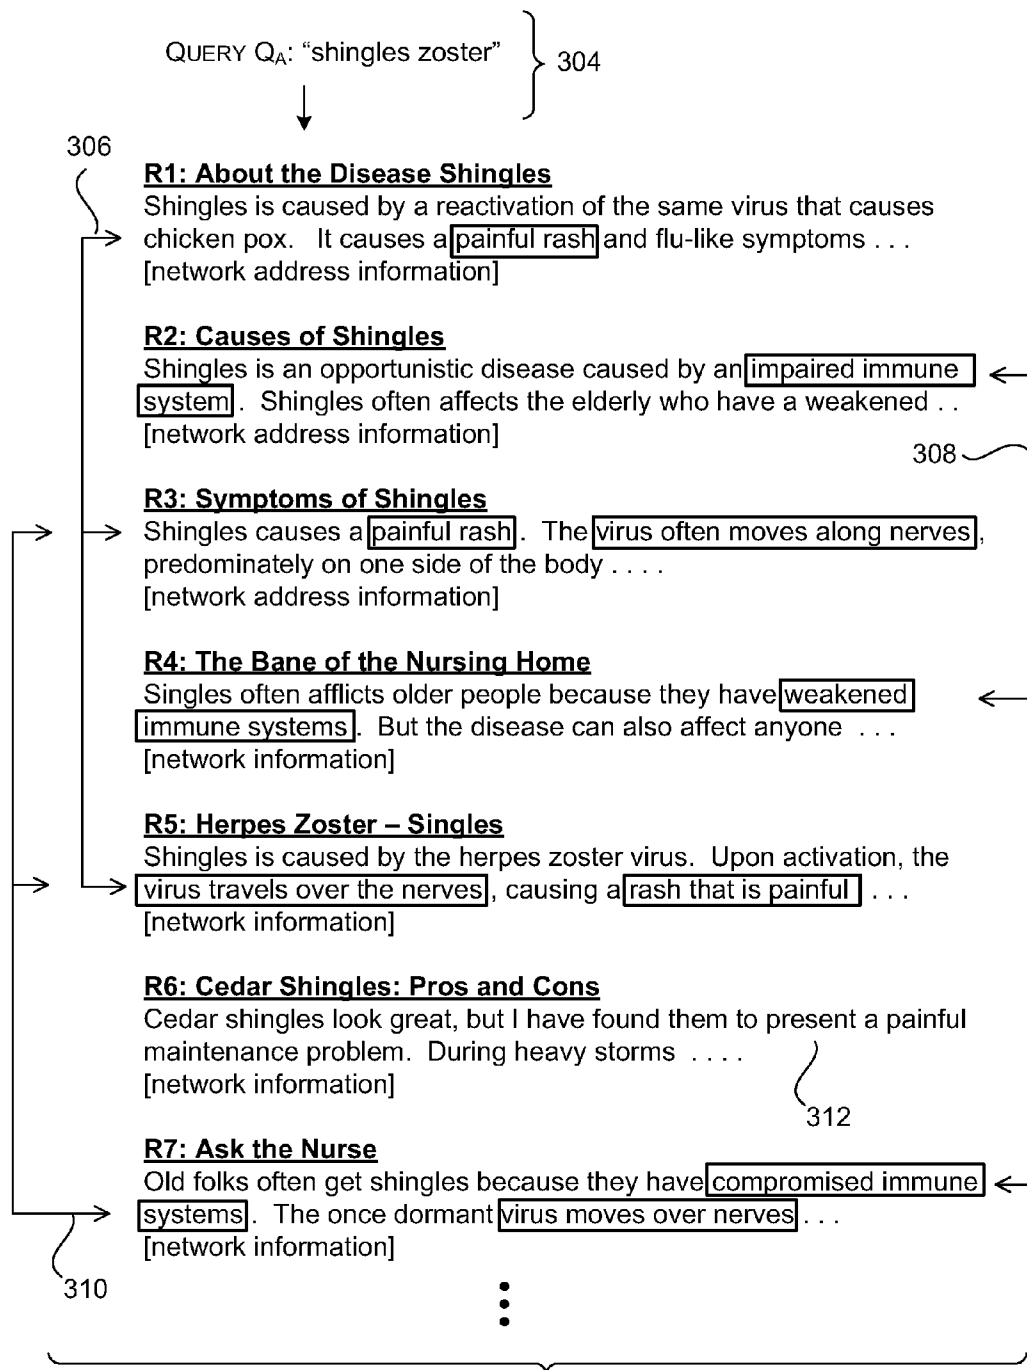 QUERY QA: “shingles zoster”
304
306
R1: About the Disease Shingles
Shingles is caused by a reactivation of the same virus that causes
chicken pox. It causes a painful rash and flu-like symptoms . . .
[network address information]
R2: Causes of Shingles
Shingles is an opportunistic disease caused by an impaired immune
system. Shingles often affects the elderly who have a weakened . .
[network address information]
308
R3: Symptoms of Shingles
Shingles causes a painful rash. The virus often moves along nerves,
predominately on one side of the body . . . .
[network address information]
R4: The Bane of the Nursing Home
Singles often afflicts older people because they have weakened
immune systems. But the disease can also affect anyone . . .
[network information]
R5: Herpes Zoster – Singles
Shingles is caused by the herpes zoster virus. Upon activation, the
virus travels over the nerves, causing a rash that is painful . . .
[network information]
R6: Cedar Shingles: Pros and Cons
Cedar shingles look great, but I have found them to present a painful
maintenance problem. During heavy storms . . . .
[network information]
312
R7: Ask the Nurse
Old folks often get shingles because they have compromised immune
systems. The once dormant virus moves over nerves . . .
[network information]
310